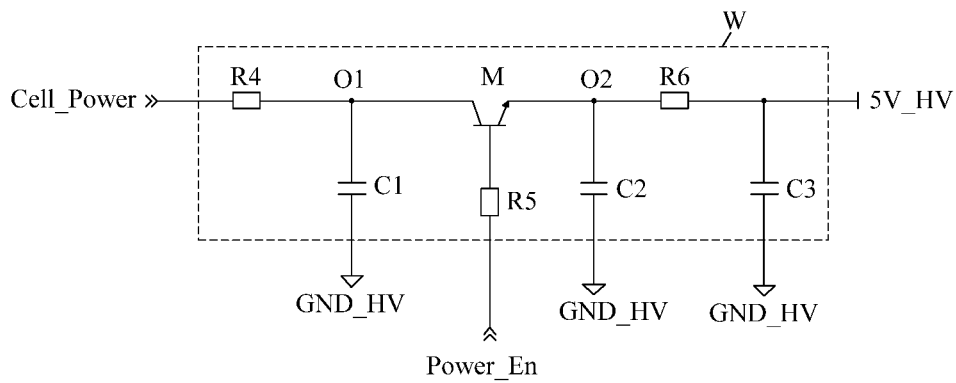 W
R4
O1
M
O2
R6
Cell_Power
5V_HV
C1
R5
C2
C3
GND_HV
GND_HV
GND_HV
Power_En